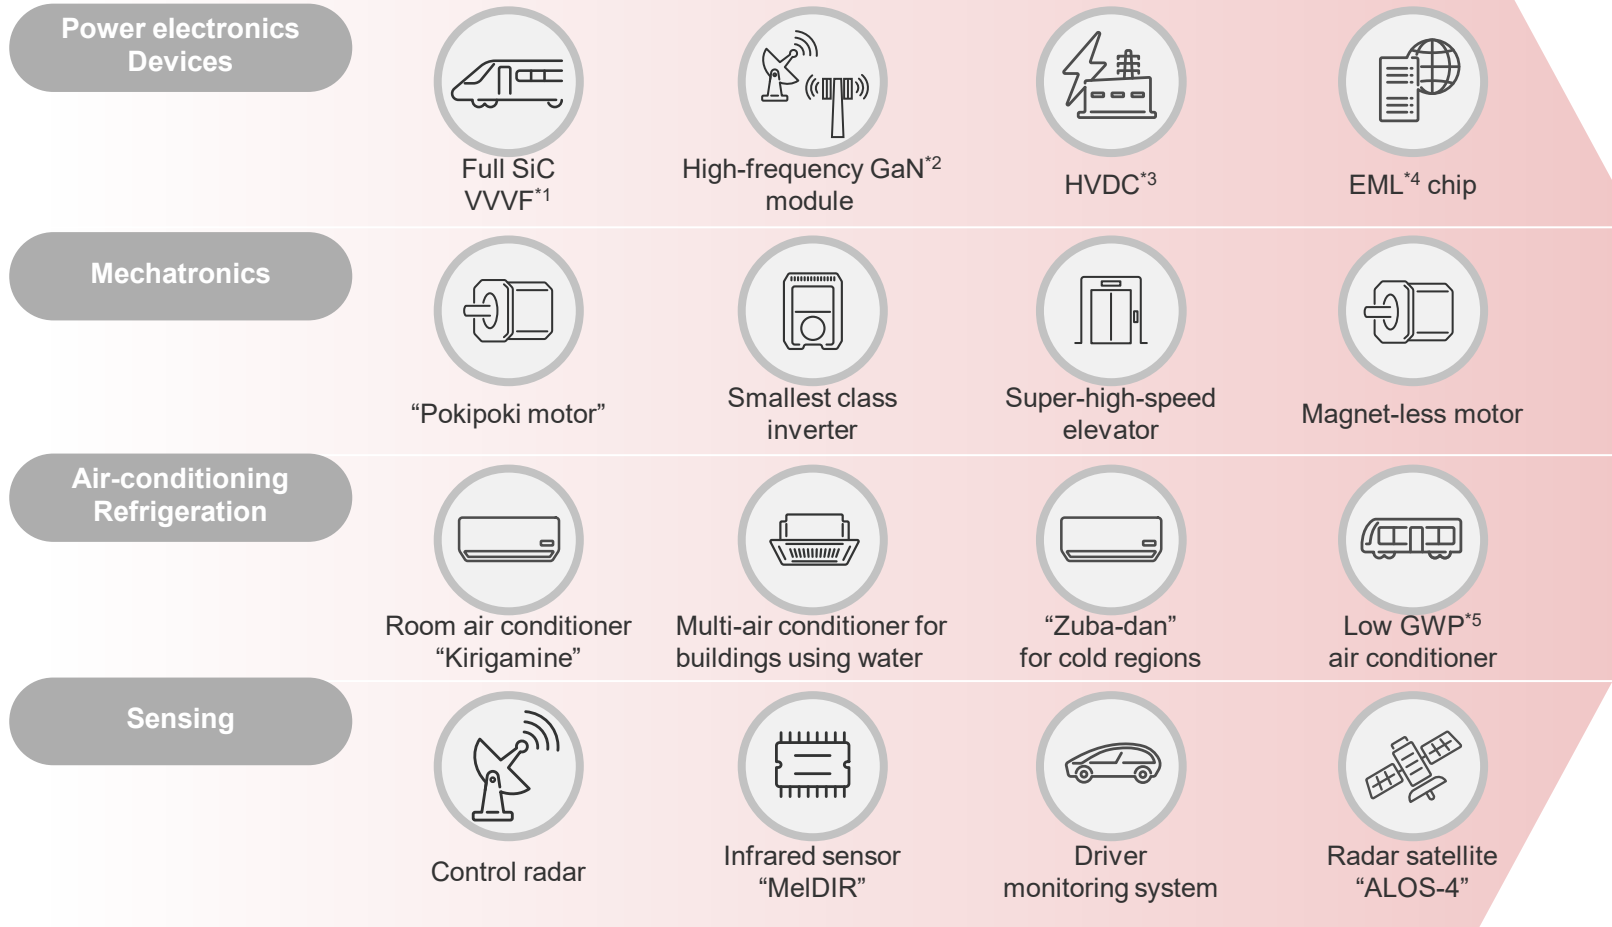 Power electronics
Devices
Full SiC
VVVF*1
High-frequency GaN*2
module
HVDC*3
EML*4 chip
Mechatronics
“Pokipoki motor”
Smallest class
inverter
Super-high-speed
elevator
Magnet-less motor
Air-conditioning
Refrigeration
Room air conditioner
“Kirigamine”
Multi-air conditioner for
buildings using water
“Zuba-dan”
for cold regions
Low GWP*5
air conditioner
Sensing
Control radar
Infrared sensor
“MelDIR”
Driver
monitoring system
Radar satellite
“ALOS-4”